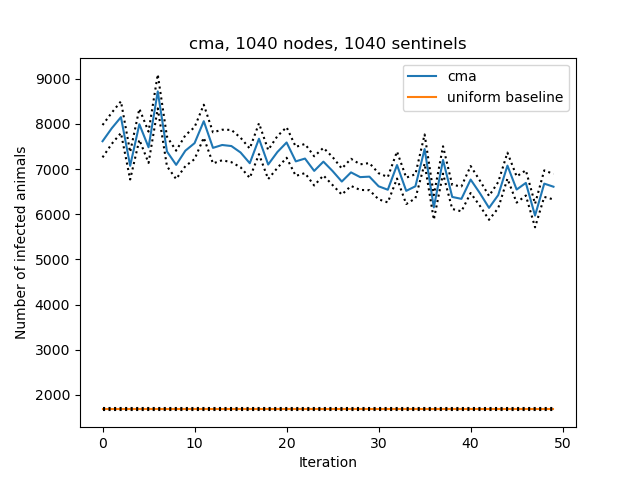 cma, 1040 nodes, 1040 sentinels
cma
uniform baseline
Number of infected animals
9000
8000
7000
6000
5000
4000
3000
2000
0 10 20 30 40 50
Iteration